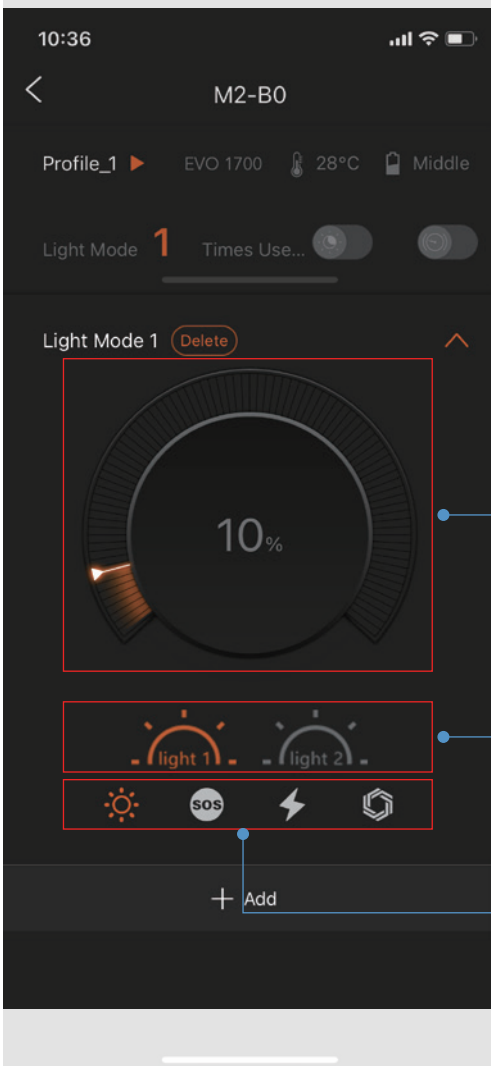 10:36
M2-B0
Profile_1 EVO 1700 28°C Middle
Light Mode 1 Times Use...
Light Mode 1 Delete
10%
light 1 light 2
SOS
+ Add